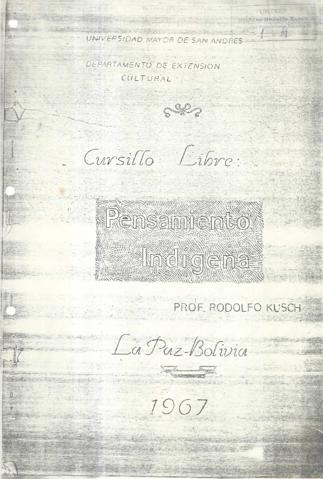 UNIVERSIDAD MAYOR DE SAN ANDRES
DEPARTAMENTO DE EXTENSION
CULTURAL
Cursillo Libre:
Pensamiento
Indígena
PROF. RODOLFO KUSCH
La Paz-Bolivia
1967